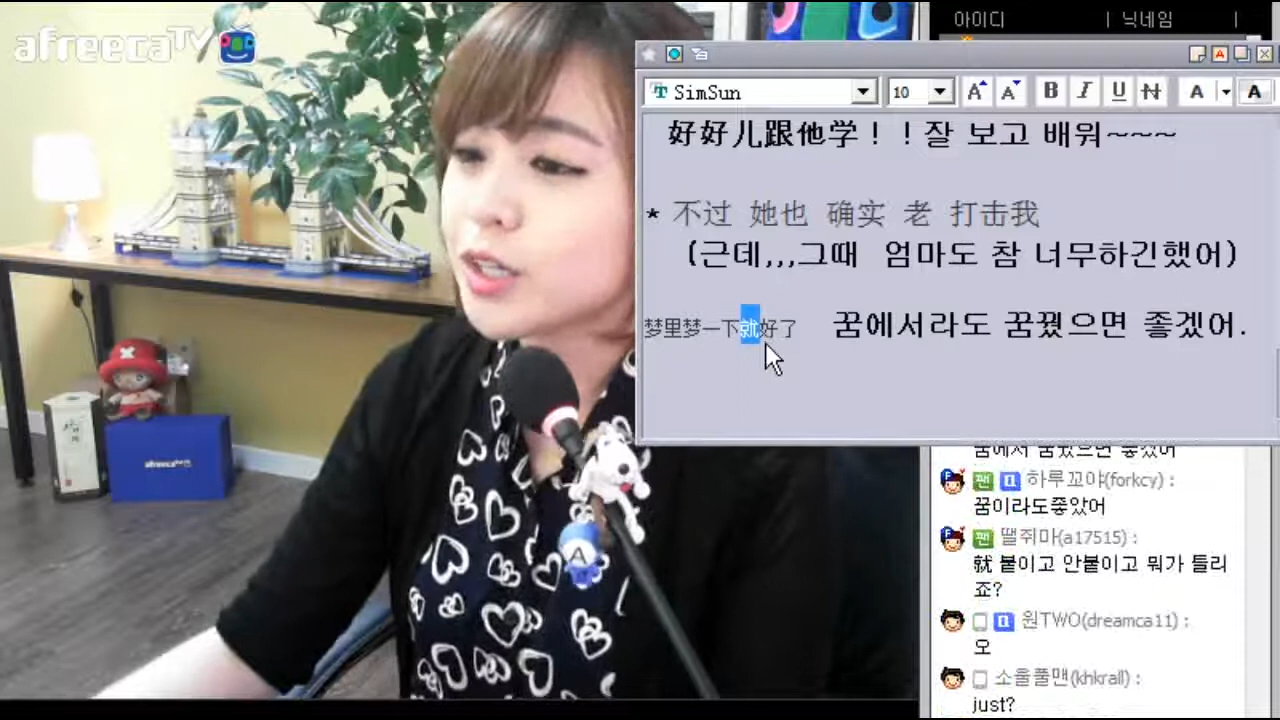 afreecaTV
아이디 | 닉네임 |
SimSun 10 A A B I U N A A
好好儿跟他学！！잘 보고 배워~~~
* 不过 她也 确实 老 打击我
(근데,,,그때 엄마도 참 너무하긴했어)
梦里梦一下就好了 꿈에서라도 꿈꿨으면 좋겠어.
꿈에서 꿈꿨으면 좋겠어
팬 하루꼬야(forkcy) :
꿈이라도좋았어
팬 땔쥐마(a17515) :
就 붙이고 안붙이고 뭐가 틀리
죠?
원TWO(dreamca11) :
오
소울풀맨(khkrall) :
just?
afreecaTV
A